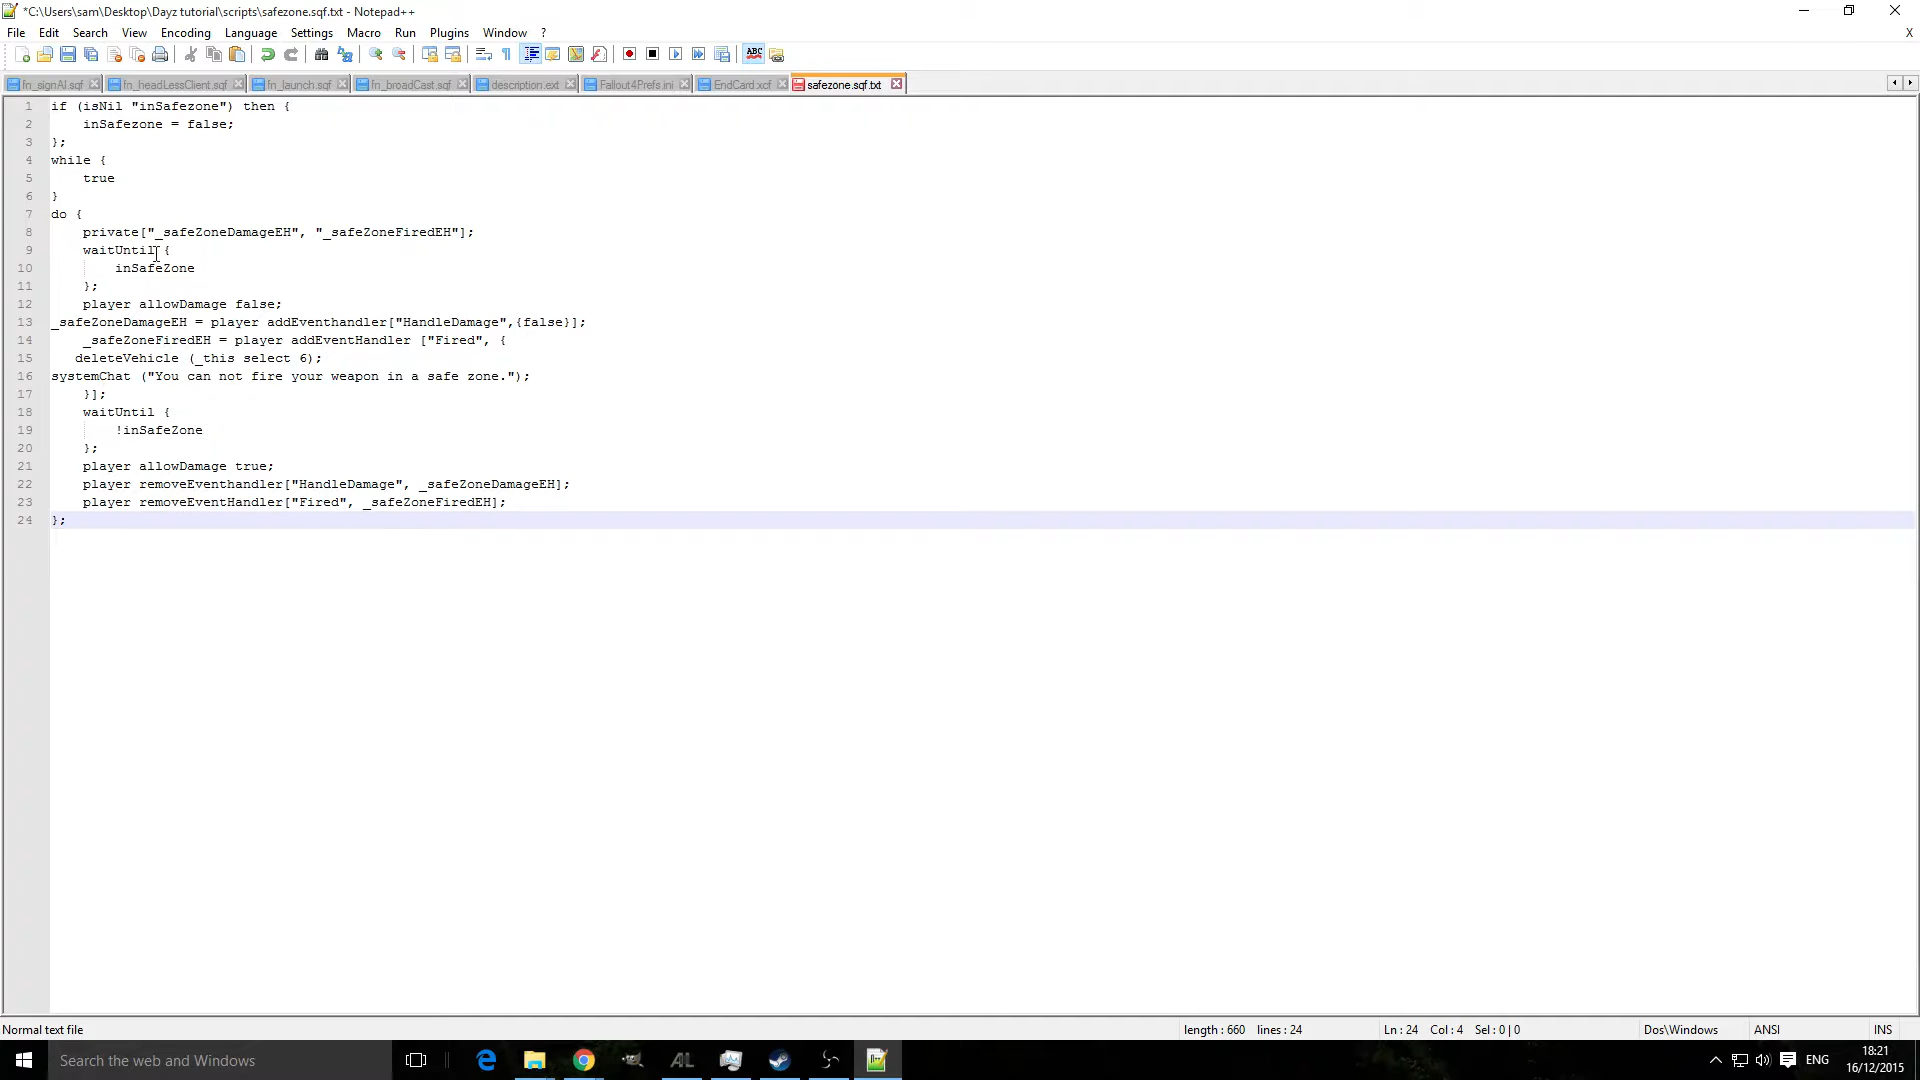 *C:\Users\sam\Desktop\Dayz tutorial\scripts\safezone.sqf.txt - Notepad++
File Edit Search View Encoding Language Settings Macro Run Plugins Window ? X
fn_signAI.sqf fn_headLessClient.sqf fn_launch.sqf fn_broadCast.sqf description.ext Fallout4Prefs.ini EndCard.xcf safezone.sqf.txt
1 if (isNil "inSafezone") then {
2 inSafezone = false;
3 };
4 while {
5 true
6 }
7 do {
8 private["_safeZoneDamageEH", "_safeZoneFiredEH"];
9 waitUntil {
10 inSafeZone
11 };
12 player allowDamage false;
13 _safeZoneDamageEH = player addEventhandler["HandleDamage",{false}];
14 _safeZoneFiredEH = player addEventHandler ["Fired", {
15 deleteVehicle (_this select 6);
16 systemChat ("You can not fire your weapon in a safe zone.");
17 }];
18 waitUntil {
19 !inSafeZone
20 };
21 player allowDamage true;
22 player removeEventhandler["HandleDamage", _safeZoneDamageEH];
23 player removeEventHandler["Fired", _safeZoneFiredEH];
24 };
Normal text file length : 660 lines : 24 Ln : 24 Col : 4 Sel : 0 | 0 Dos\Windows ANSI INS
Search the web and Windows ENG 18:21
16/12/2015